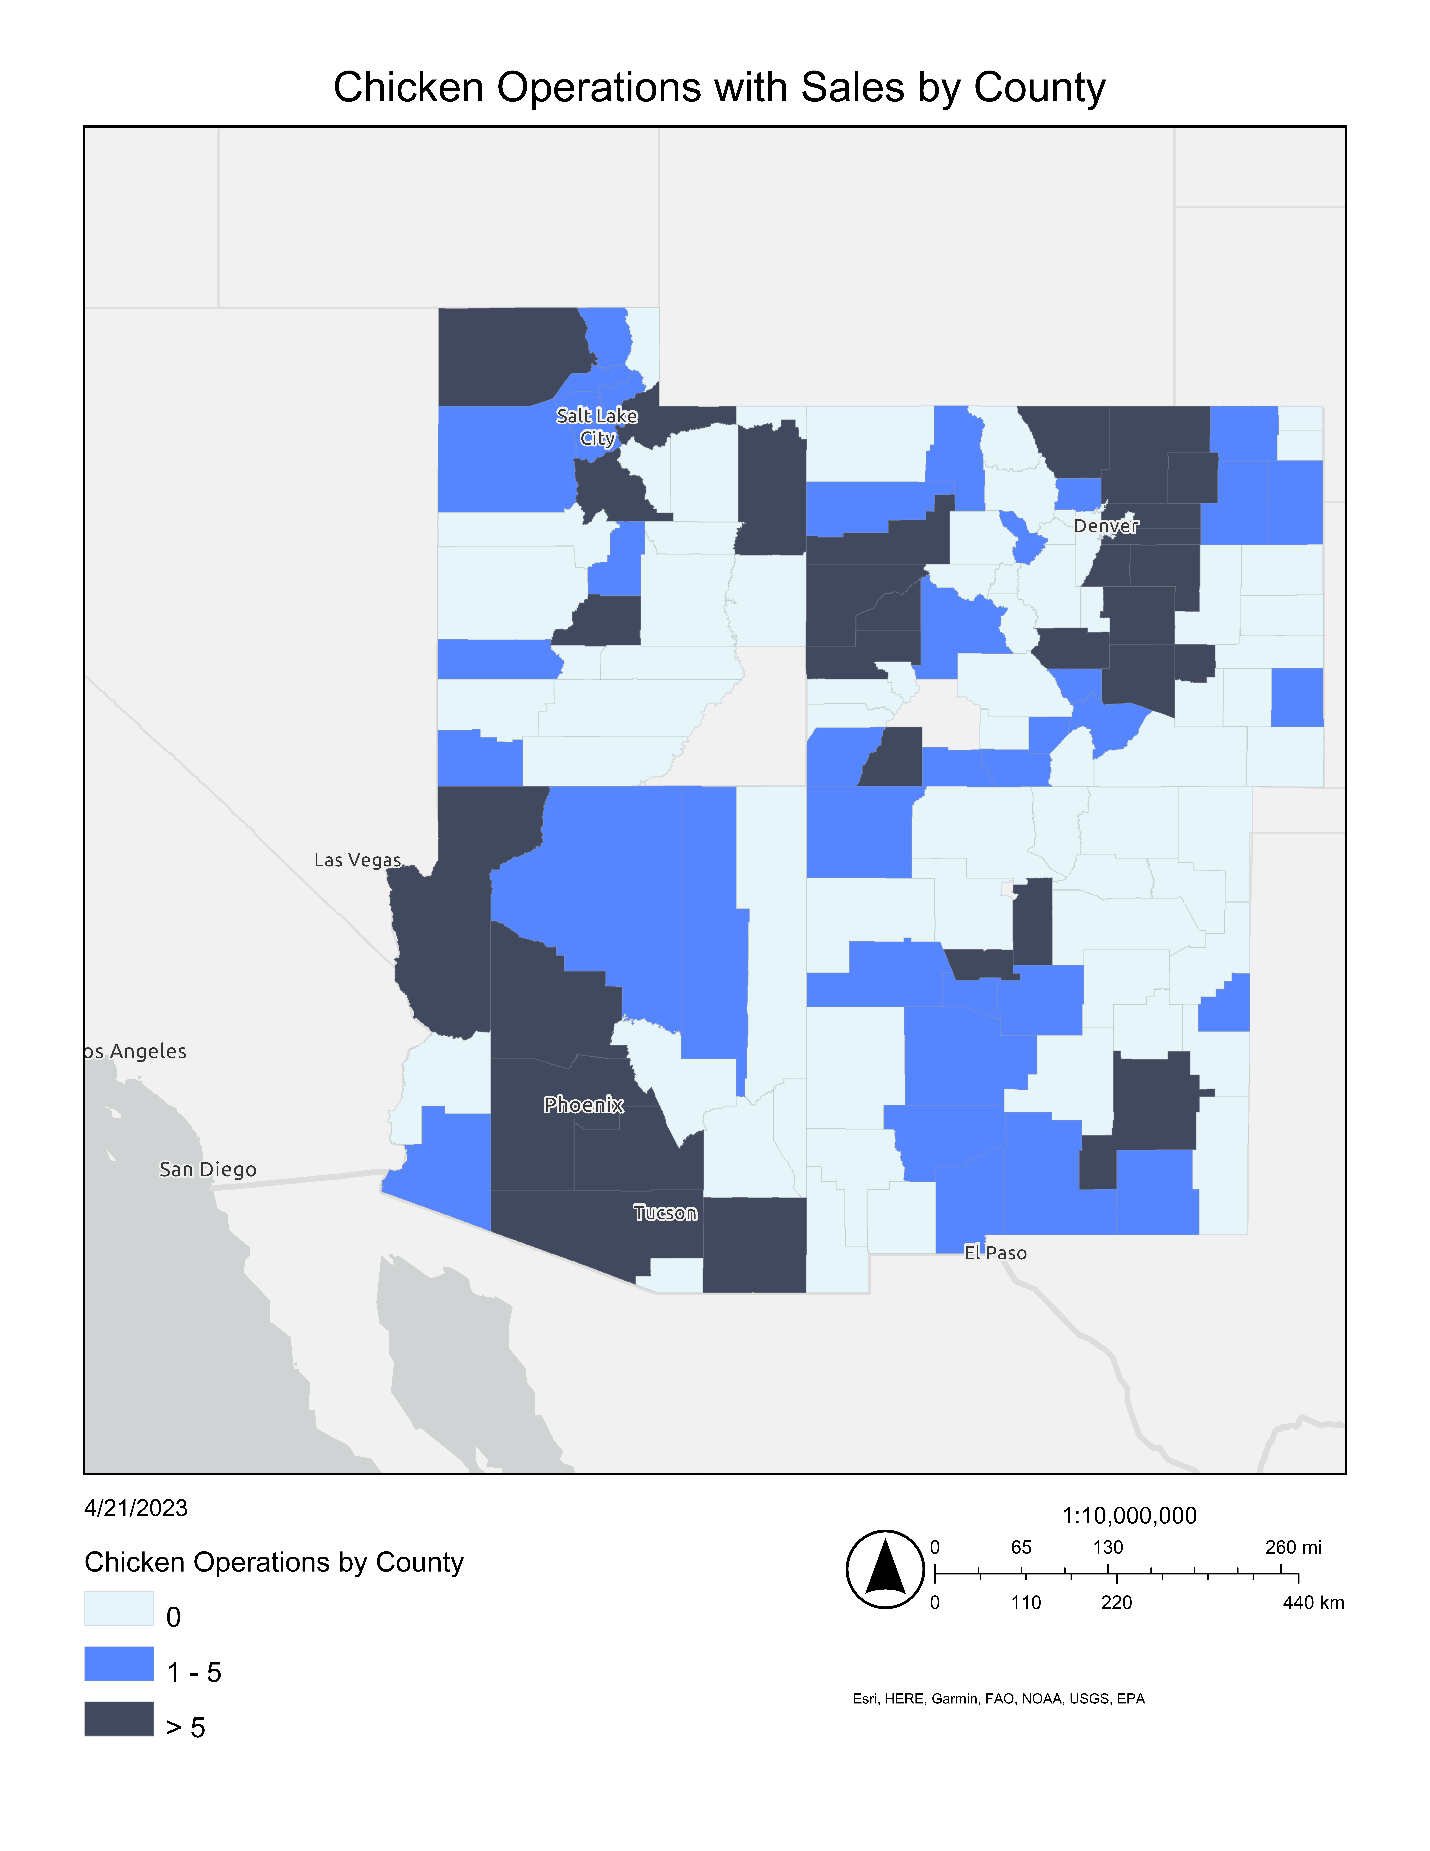 Chicken Operations with Sales by County
Salt Lake
City
Denver
Las Vegas
os Angeles
Phoenix
San Diego
Tucson
El Paso
4/21/2023
1:10,000,000
0 65 130 260 mi
0 110 220 440 km
Chicken Operations by County
0
1 - 5
> 5
Esri, HERE, Garmin, FAO, NOAA, USGS, EPA